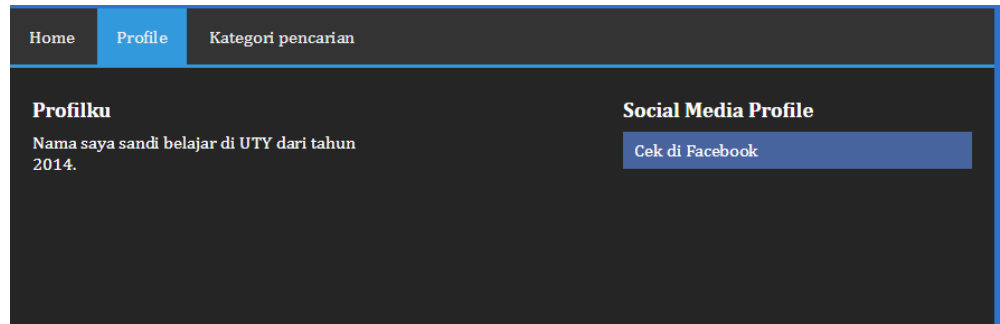 Home Profile Kategori pencarian
Profilku
Nama saya sandi belajar di UTY dari tahun
2014.
Social Media Profile
Cek di Facebook